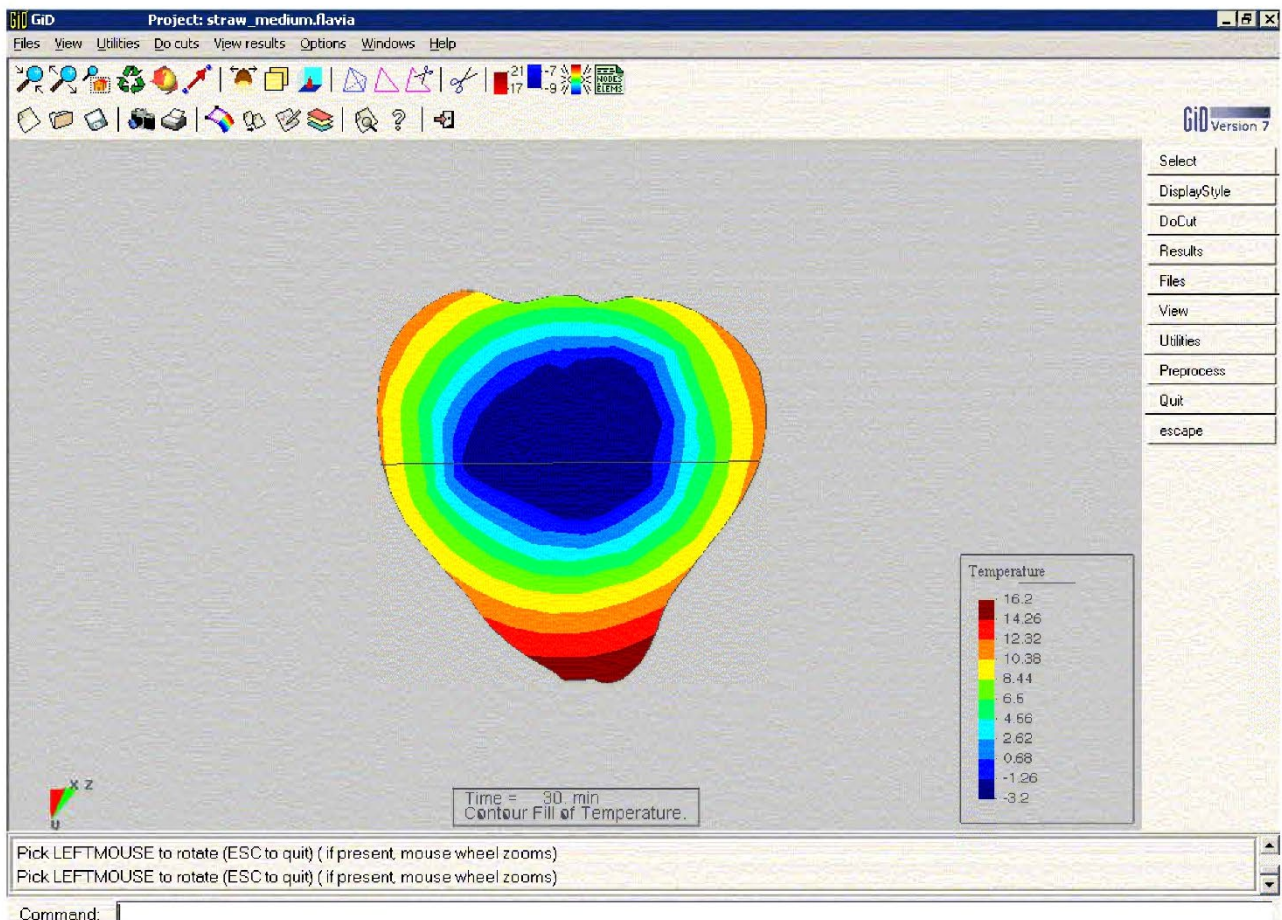 GiD Project: straw_medium.flavia
Files View Utilities Do cuts View results Options Windows Help
21 -7
17 -9 NODES
ELEMS
GiD Version 7
Select
DisplayStyle
DoCut
Results
Files
View
Utilities
Preprocess
Quit
escape
Temperature
16.2
14.26
12.32
10.38
8.44
6.5
4.56
2.62
0.68
-1.26
-3.2
X Z
Time = 30. min
Contour Fill of Temperature.
Pick LEFTMOUSE to rotate (ESC to quit) ( if present, mouse wheel zooms)
Pick LEFTMOUSE to rotate (ESC to quit) ( if present, mouse wheel zooms)
Command: